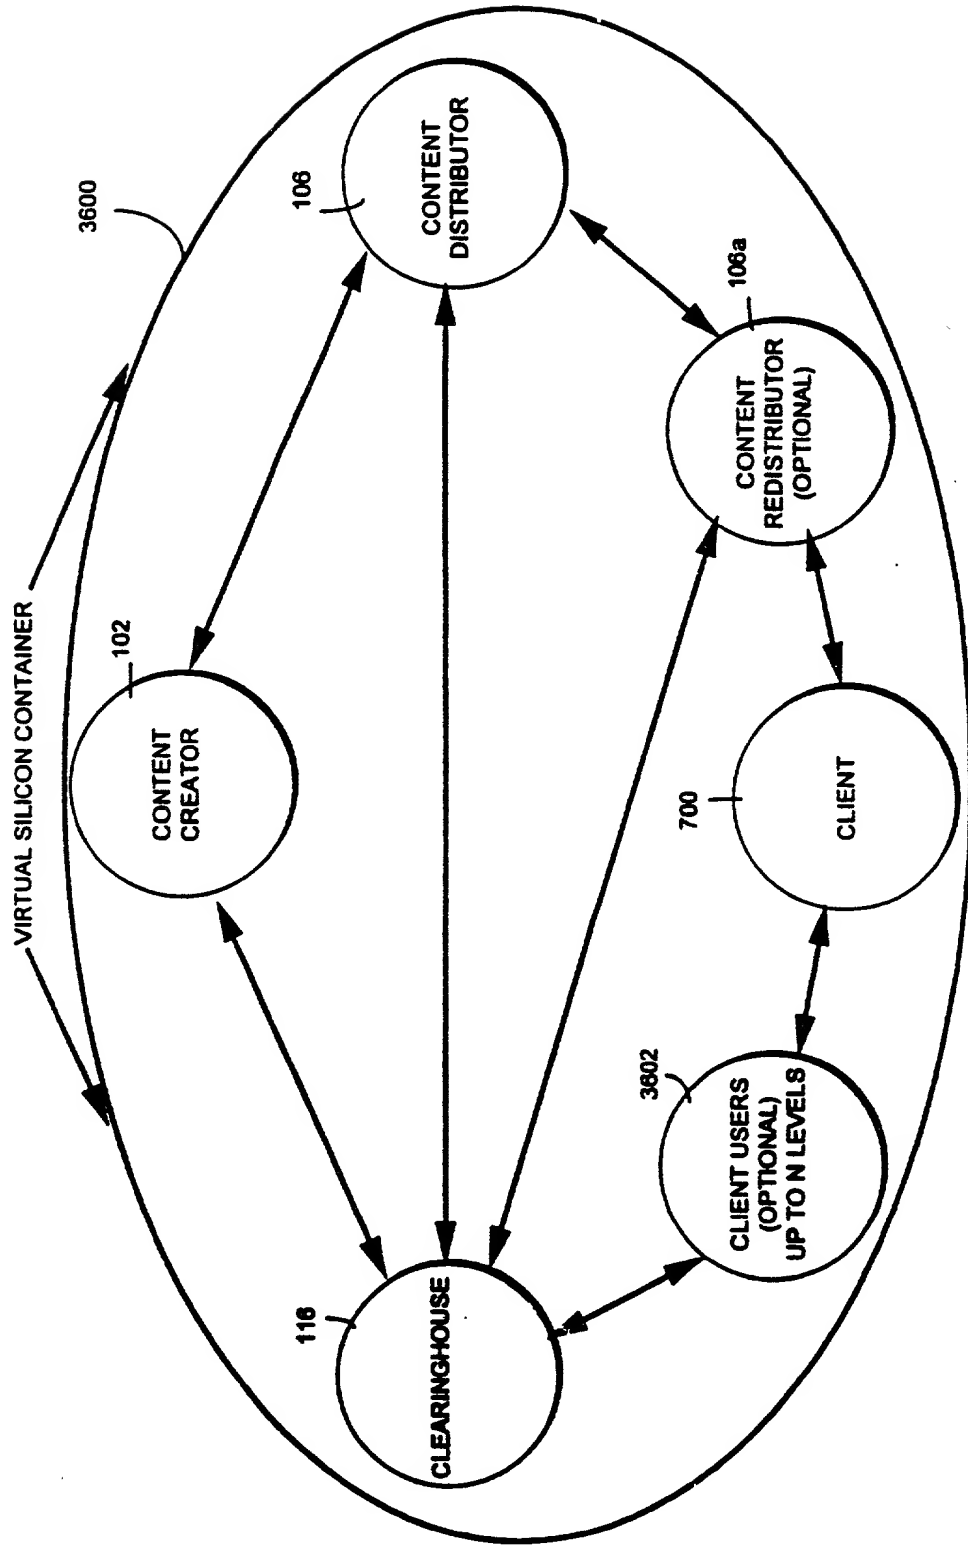 VIRTUAL SILICON CONTAINER
3600
102
CONTENT
CREATOR
106
CONTENT
DISTRIBUTOR
116
CLEARINGHOUSE
106a
CONTENT
REDISTRIBUTOR
(OPTIONAL)
3602
CLIENT USERS
(OPTIONAL)
UP TO N LEVELS
700
CLIENT